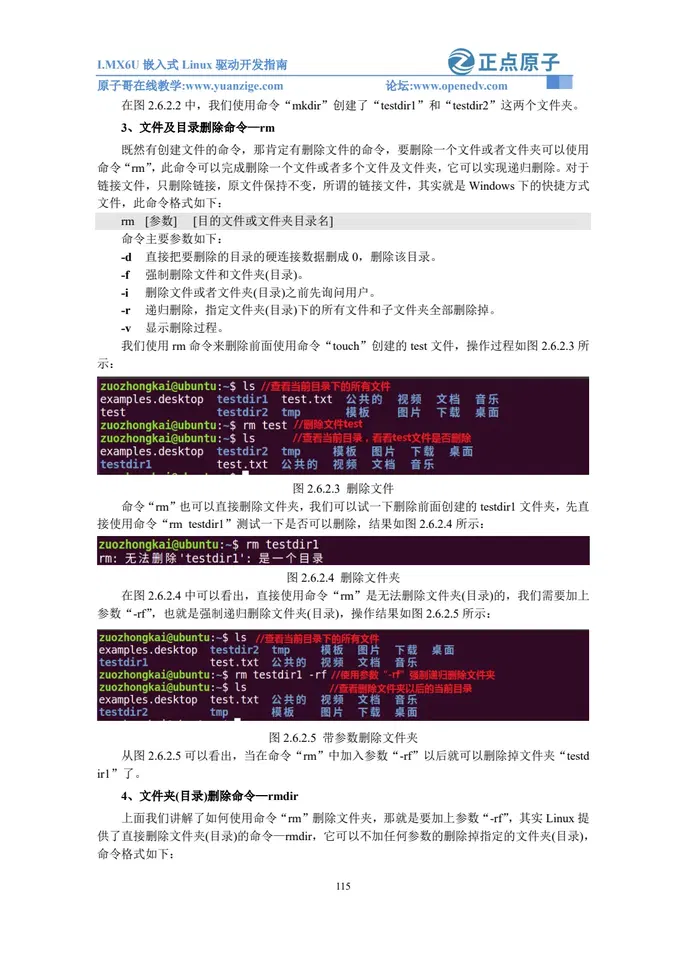 I.MX6U 嵌入式 Linux 驱动开发指南
正点原子
原子哥在线教学:www.yuanzige.com 论坛:www.openedv.com
在图 2.6.2.2 中，我们使用命令“mkdir”创建了“testdir1”和“testdir2”这两个文件夹。
3、文件及目录删除命令—rm
既然有创建文件的命令，那肯定有删除文件的命令，要删除一个文件或者文件夹可以使用
命令“rm”，此命令可以完成删除一个文件或者多个文件及文件夹，它可以实现递归删除。对于
链接文件，只删除链接，原文件保持不变，所谓的链接文件，其实就是 Windows 下的快捷方式
文件，此命令格式如下：
rm [参数] [目的文件或文件夹目录名]
命令主要参数如下：
-d 直接把要删除的目录的硬连接数据删成 0，删除该目录。
-f 强制删除文件和文件夹(目录)。
-i 删除文件或者文件夹(目录)之前先询问用户。
-r 递归删除，指定文件夹(目录)下的所有文件和子文件夹全部删除掉。
-v 显示删除过程。
我们使用 rm 命令来删除前面使用命令“touch”创建的 test 文件，操作过程如图 2.6.2.3 所
示：
zuozhongkai@ubuntu:~$ ls //查看当前目录下的所有文件
examples.desktop testdir1 test.txt 公共的 视频 文档 音乐
test testdir2 tmp 模板 图片 下载 桌面
zuozhongkai@ubuntu:~$ rm test //删除文件test
zuozhongkai@ubuntu:~$ ls //查看当前目录，看看test文件是否删除
examples.desktop testdir2 tmp 模板 图片 下载 桌面
testdir1 test.txt 公共的 视频 文档 音乐
图 2.6.2.3 删除文件
命令“rm”也可以直接删除文件夹，我们可以试一下删除前面创建的 testdir1 文件夹，先直
接使用命令“rm testdir1”测试一下是否可以删除，结果如图 2.6.2.4 所示：
zuozhongkai@ubuntu:~$ rm testdir1
rm: 无法删除'testdir1': 是一个目录
图 2.6.2.4 删除文件夹
在图 2.6.2.4 中可以看出，直接使用命令“rm”是无法删除文件夹(目录)的，我们需要加上
参数“-rf”，也就是强制递归删除文件夹(目录)，操作结果如图 2.6.2.5 所示：
zuozhongkai@ubuntu:~$ ls //查看当前目录下的所有文件
examples.desktop testdir2 tmp 模板 图片 下载 桌面
testdir1 test.txt 公共的 视频 文档 音乐
zuozhongkai@ubuntu:~$ rm testdir1 -rf //使用参数“-rf”强制递归删除文件夹
zuozhongkai@ubuntu:~$ ls //查看删除文件夹以后的当前目录
examples.desktop test.txt 公共的 视频 文档 音乐
testdir2 tmp 模板 图片 下载 桌面
图 2.6.2.5 带参数删除文件夹
从图 2.6.2.5 可以看出，当在命令“rm”中加入参数“-rf”以后就可以删除掉文件夹“testd
ir1”了。
4、文件夹(目录)删除命令—rmdir
上面我们讲解了如何使用命令“rm”删除文件夹，那就是要加上参数“-rf”，其实 Linux 提
供了直接删除文件夹(目录)的命令—rmdir，它可以不加任何参数的删除掉指定的文件夹(目录)，
命令格式如下：
115